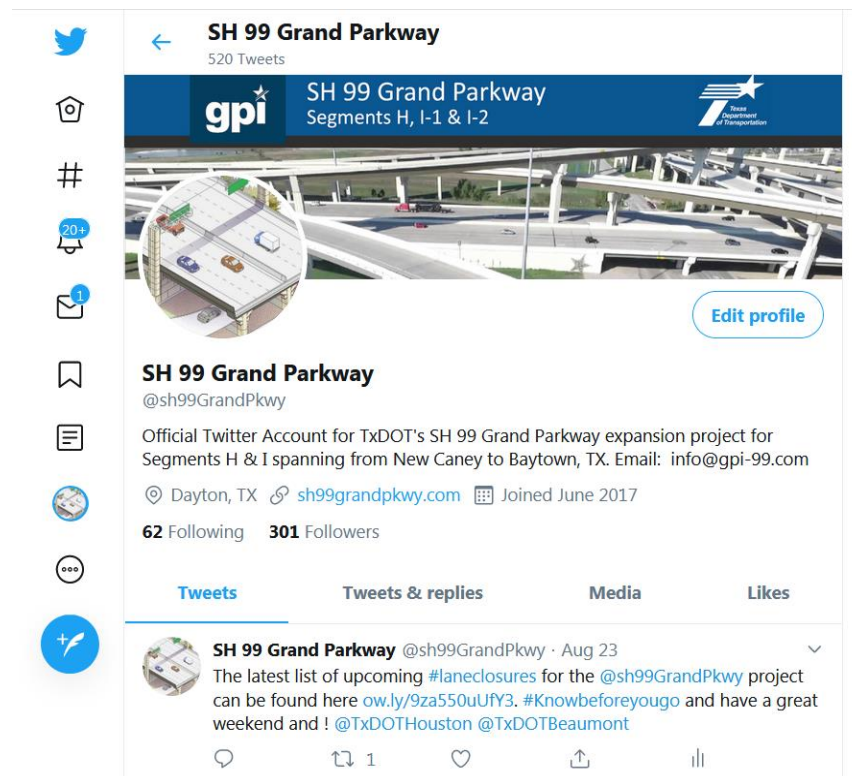 SH 99 Grand Parkway
520 Tweets
gpi
SH 99 Grand Parkway
Segments H, I-1 & I-2
Texas
Department
of Transportation
20+
1
Edit profile
SH 99 Grand Parkway
@sh99GrandPkwy
Official Twitter Account for TxDOT's SH 99 Grand Parkway expansion project for
Segments H & I spanning from New Caney to Baytown, TX. Email: info@gpi-99.com
Dayton, TX sh99grandpkwy.com Joined June 2017
62 Following 301 Followers
Tweets Tweets & replies Media Likes
SH 99 Grand Parkway @sh99GrandPkwy · Aug 23
The latest list of upcoming #laneclosures for the @sh99GrandPkwy project
can be found here ow.ly/9za550uUfY3. #Knowbeforeyougo and have a great
weekend and ! @TxDOTHouston @TxDOTBeaumont
1